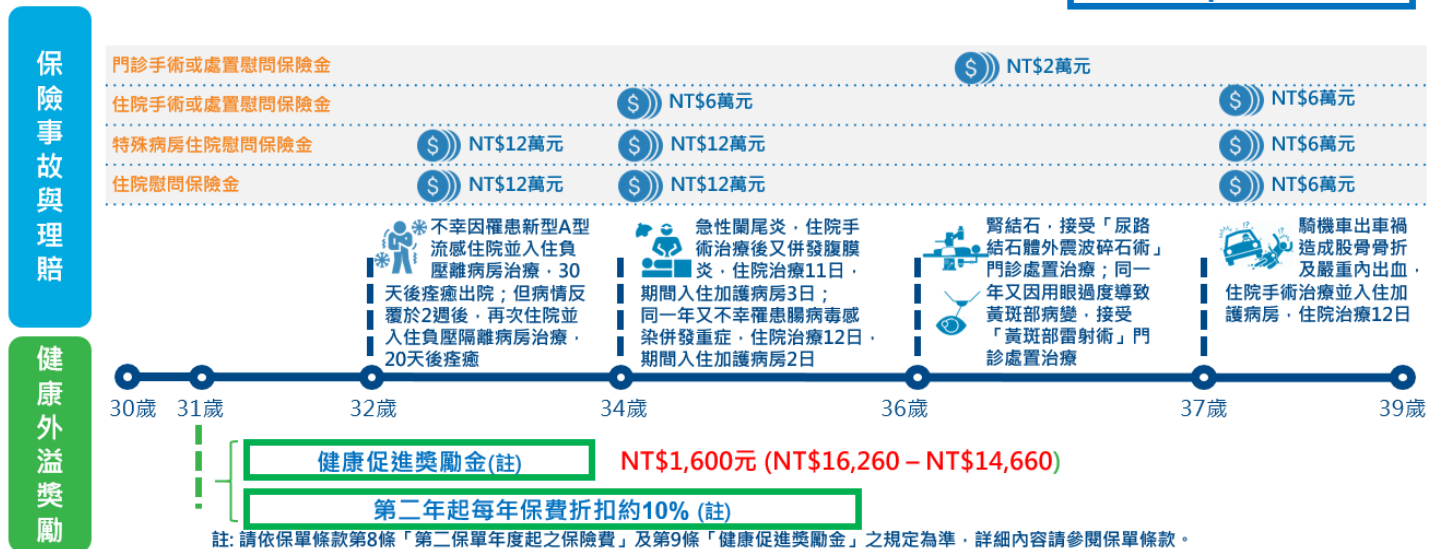 保險事故與理賠
門診手術或處置慰問保險金
NT$2萬元
住院手術或處置慰問保險金
NT$6萬元
NT$6萬元
特殊病房住院慰問保險金
NT$12萬元
NT$12萬元
NT$6萬元
住院慰問保險金
NT$12萬元
NT$12萬元
NT$6萬元
不幸因罹患新型A型
流感住院並入住負
壓離病房治療，30
天後痊癒出院；但病情反
覆於2週後，再次住院並
入住負壓隔離病房治療，
20天後痊癒
急性闌尾炎，住院手
術治療後又併發腹膜
炎，住院治療11日，
期間入住加護病房3日；
同一年又不幸罹患腸病毒感
染併發重症，住院治療12日，
期間入住加護病房2日
腎結石，接受「尿路
結石體外震波碎石術」
門診處置治療；同一
年又因用眼過度導致
黃斑部病變，接受
「黃斑部雷射術」門
診處置治療
騎機車出車禍
造成股骨骨折
及嚴重內出血，
住院手術治療並入住加
護病房，住院治療12日
30歲
31歲
32歲
34歲
36歲
37歲
39歲
健康外溢獎勵
健康促進獎勵金(註)
NT$1,600元 (NT$16,260 – NT$14,660)
第二年起每年保費折扣約10% (註)
註: 請依保單條款第8條「第二保單年度起之保險費」及第9條「健康促進獎勵金」之規定為準，詳細內容請參閱保單條款。